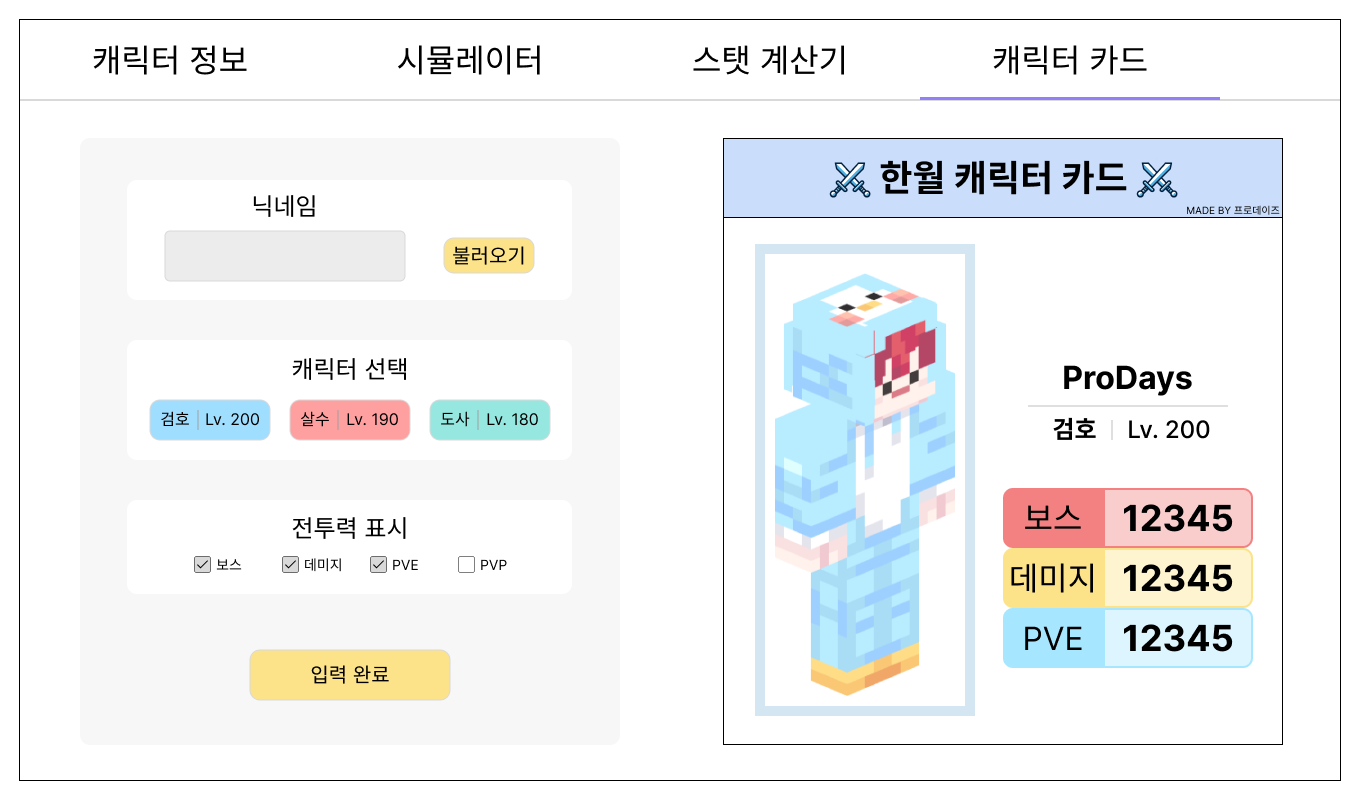 캐릭터 정보
시뮬레이터
스탯 계산기
캐릭터 카드
닉네임
불러오기
캐릭터 선택
검호 | Lv. 200
살수 | Lv. 190
도사 | Lv. 180
전투력 표시
보스
데미지
PVE
PVP
입력 완료
⚔️ 한월 캐릭터 카드 ⚔️
MADE BY 프로데이즈
ProDays
검호 | Lv. 200
보스 12345
데미지 12345
PVE 12345